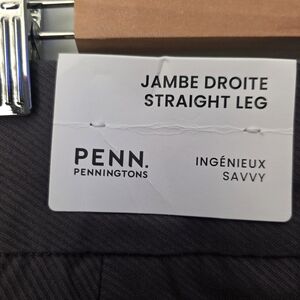 JAMBE DROITE
STRAIGHT LEG
PENN.
PENNINGTONS
INGÉNIEUX
SAVVY